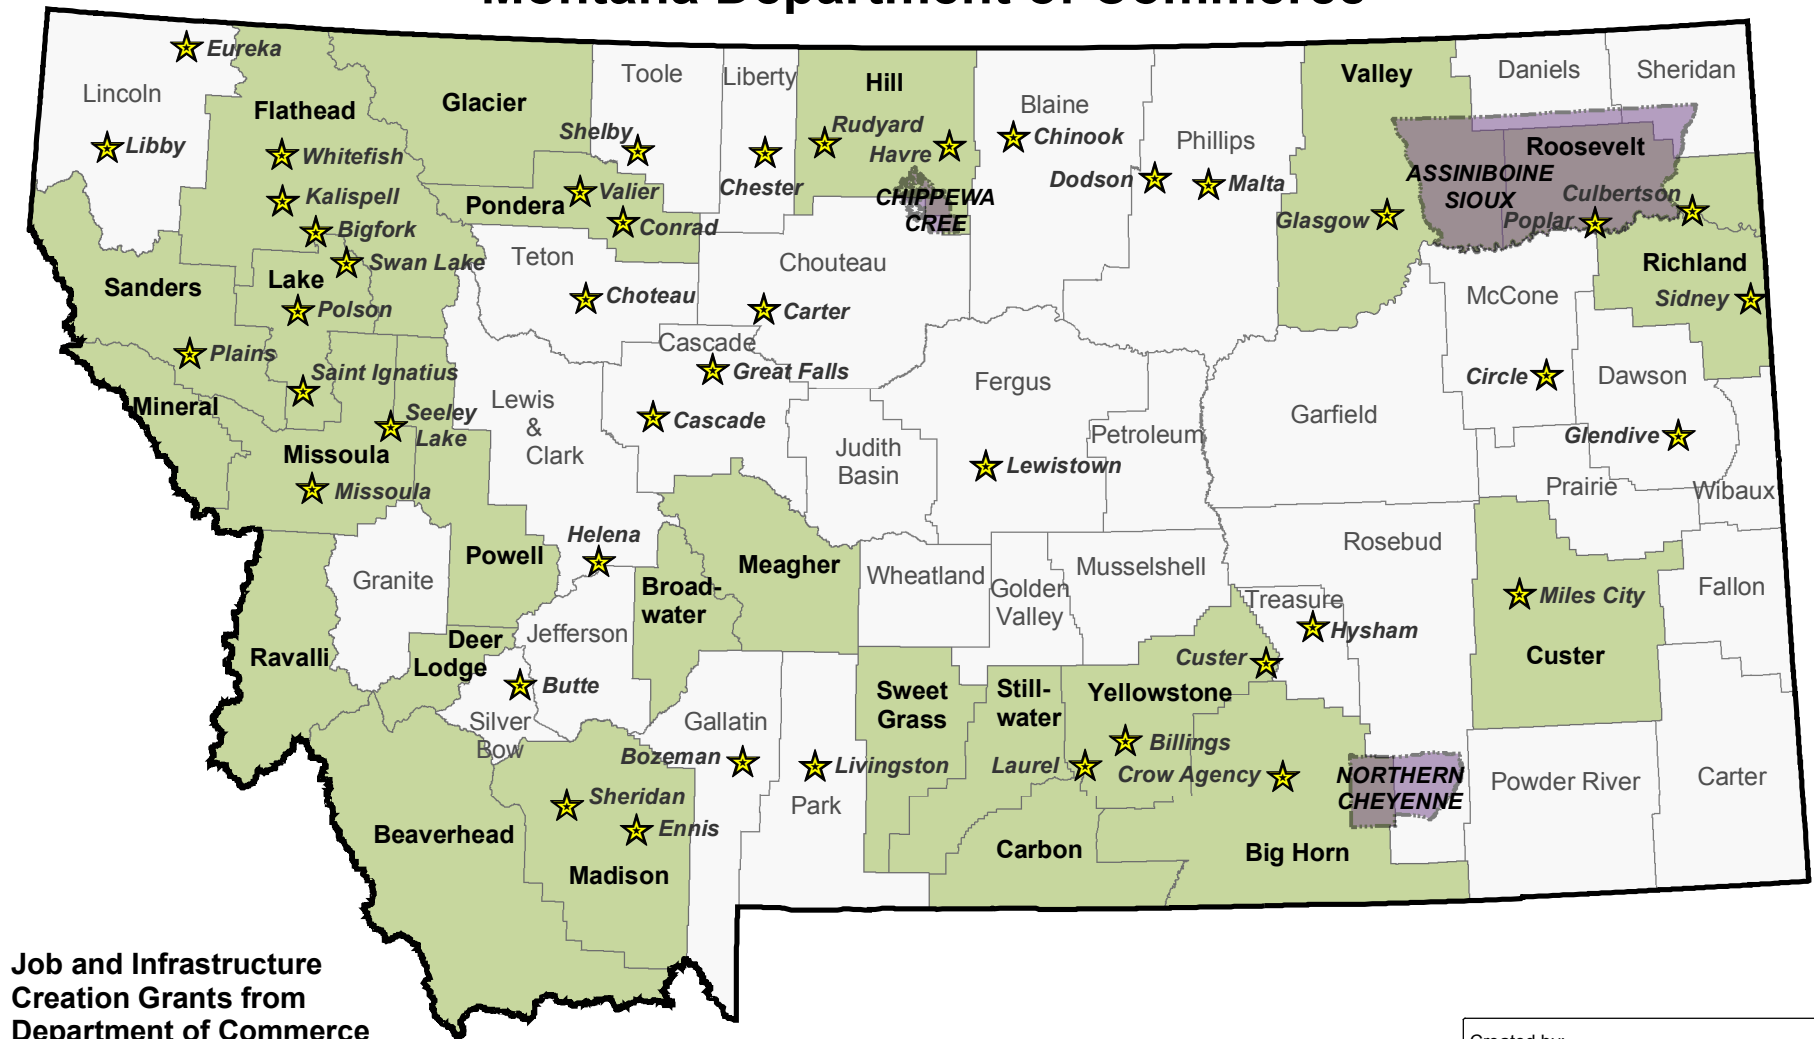 Montana Department of Commerce
Eureka
Lincoln
Libby
Flathead
Whitefish
Kalispell
Bigfork
Swan Lake
Glacier
Toole
Shelby
Liberty
Chester
Hill
Rudyard
Havre
CHIPPEWA
CREE
Blaine
Chinook
Phillips
Dodson
Malta
Valley
Glasgow
Daniels
Sheridan
Roosevelt
ASSINIBOINE
SIOUX
Culbertson
Poplar
Richland
Sidney
Pondera
Valier
Conrad
Teton
Choteau
Chouteau
Carter
Sanders
Plains
Lake
Polson
Saint Ignatius
Mineral
Missoula
Missoula
Seeley
Lake
Lewis
&
Clark
Cascade
Great Falls
Cascade
Judith
Basin
Fergus
Lewistown
Petroleum
Garfield
McCone
Circle
Dawson
Glendive
Prairie
Wibaux
Helena
Powell
Granite
Ravalli
Deer
Lodge
Jefferson
Butte
Silver
Bow
Broad-
water
Meagher
Wheatland
Golden
Valley
Musselshell
Rosebud
Treasure
Hysham
Custer
Miles City
Custer
Fallon
Gallatin
Bozeman
Livingston
Park
Sweet
Grass
Still-
water
Yellowstone
Billings
Laurel
Crow Agency
NORTHERN
CHEYENNE
Powder River
Carter
Beaverhead
Sheridan
Ennis
Madison
Carbon
Big Horn
Job and Infrastructure
Creation Grants from
Department of Commerce
Created by: